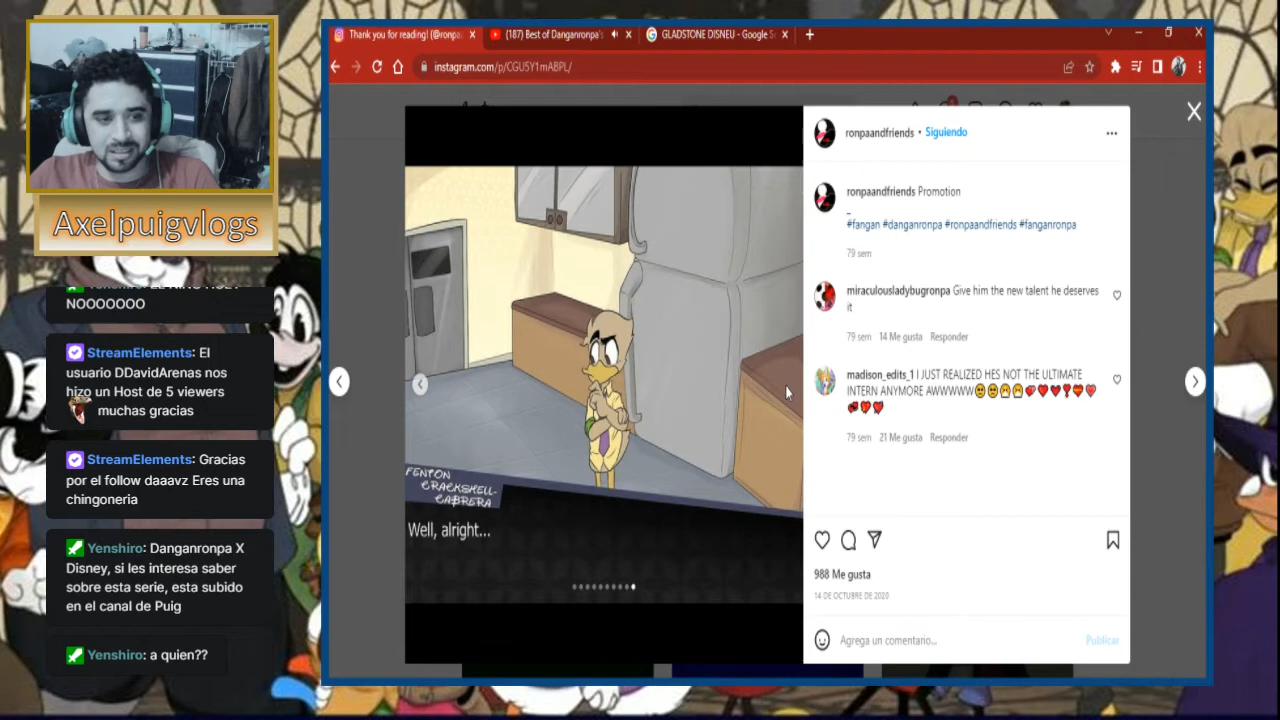 Thank you for reading! (@ronpa
(187) Best of Danganronpa's
GLADSTONE DISNEU - Google S
instagram.com/p/CGU5Y1mABPL/
Axelpuigvlogs
NOOOOOO
StreamElements: El
usuario DDavidArenas nos
hizo un Host de 5 viewers
muchas gracias
StreamElements: Gracias
por el follow daaavz Eres una
chingoneria
Yenshiro: Danganronpa X
Disney, si les interesa saber
sobre esta serie, esta subido
en el canal de Puig
Yenshiro: a quien??
FENTON
CRACKSHELL-
CABRERA
Well, alright...
ronpaandfriends • Siguiendo
ronpaandfriends Promotion
_
#fangan #danganronpa #ronpaandfriends #fanganronpa
79 sem
miraculousladybugronpa Give him the new talent he deserves
it
79 sem 14 Me gusta Responder
madison_edits_1 I JUST REALIZED HES NOT THE ULTIMATE
INTERN ANYMORE AWWWW
79 sem 21 Me gusta Responder
988 Me gusta
14 DE OCTUBRE DE 2020
Agrega un comentario...
Publicar